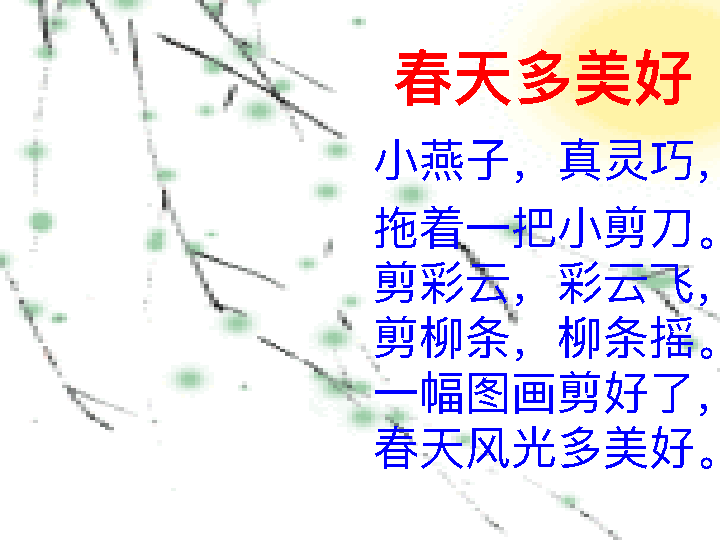 春天多美好
小燕子，真灵巧，
拖着一把小剪刀。
剪彩云，彩云飞，
剪柳条，柳条摇。
一幅图画剪好了，
春天风光多美好。